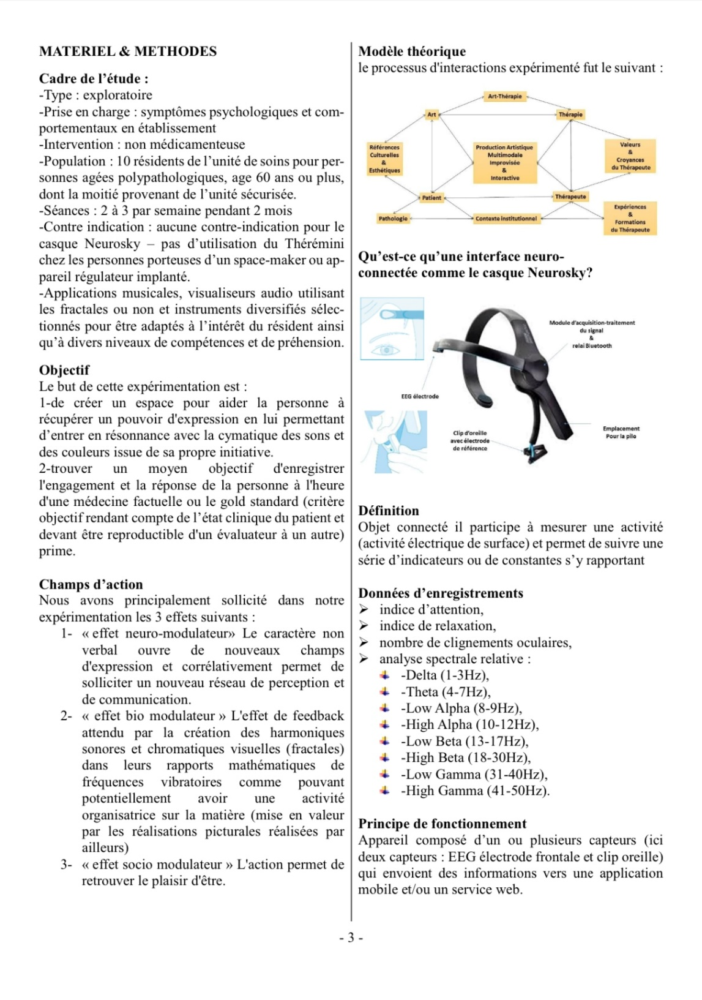 MATERIEL & METHODES
Cadre de l’étude :
-Type : exploratoire
-Prise en charge : symptômes psychologiques et com-
portementaux en établissement
-Intervention : non médicamenteuse
-Population : 10 résidents de l’unité de soins pour per-
sonnes agées polypathologiques, age 60 ans ou plus,
dont la moitié provenant de l’unité sécurisée.
-Séances : 2 à 3 par semaine pendant 2 mois
-Contre indication : aucune contre-indication pour le
casque Neurosky – pas d’utilisation du Thérémini
chez les personnes porteuses d’un space-maker ou ap-
pareil régulateur implanté.
-Applications musicales, visualiseurs audio utilisant
les fractales ou non et instruments diversifiés sélec-
tionnés pour être adaptés à l’intérêt du résident ainsi
qu’à divers niveaux de compétences et de préhension.
Objectif
Le but de cette expérimentation est :
1-de créer un espace pour aider la personne à
récupérer un pouvoir d'expression en lui permettant
d’entrer en résonnance avec la cymatique des sons et
des couleurs issue de sa propre initiative.
2-trouver un moyen objectif d'enregistrer
l'engagement et la réponse de la personne à l'heure
d'une médecine factuelle ou le gold standard (critère
objectif rendant compte de l’état clinique du patient et
devant être reproductible d'un évaluateur à un autre)
prime.
Champs d’action
Nous avons principalement sollicité dans notre
expérimentation les 3 effets suivants :
1- « effet neuro-modulateur» Le caractère non
verbal ouvre de nouveaux champs
d'expression et corrélativement permet de
solliciter un nouveau réseau de perception et
de communication.
2- « effet bio modulateur » L'effet de feedback
attendu par la création des harmoniques
sonores et chromatiques visuelles (fractales)
dans leurs rapports mathématiques de
fréquences vibratoires comme pouvant
potentiellement avoir une activité
organisatrice sur la matière (mise en valeur
par les réalisations picturales réalisées par
ailleurs)
3- « effet socio modulateur » L'action permet de
retrouver le plaisir d'être.
Modèle théorique
le processus d'interactions expérimenté fut le suivant :
Art-Thérapie
Art
Thérapie
Références
Culturelles
&
Esthétiques
Production Artistique
Multimodale
Improvisée
&
Interactive
Valeurs
&
Croyances
du Thérapeute
Patient
Thérapeute
Pathologie
Contexte institutionnel
Expériences
&
Formations
du Thérapeute
Qu’est-ce qu’une interface neuro-
connectée comme le casque Neurosky?
Module d'acquisition-traitement
du signal
&
relai Bluetooth
EEG électrode
Clip d'oreille
avec électrode
de référence
Emplacement
Pour la pile
Définition
Objet connecté il participe à mesurer une activité
(activité électrique de surface) et permet de suivre une
série d’indicateurs ou de constantes s’y rapportant
Données d’enregistrements
➢ indice d’attention,
➢ indice de relaxation,
➢ nombre de clignements oculaires,
➢ analyse spectrale relative :
-Delta (1-3Hz),
-Theta (4-7Hz),
-Low Alpha (8-9Hz),
-High Alpha (10-12Hz),
-Low Beta (13-17Hz),
-High Beta (18-30Hz),
-Low Gamma (31-40Hz),
-High Gamma (41-50Hz).
Principe de fonctionnement
Appareil composé d’un ou plusieurs capteurs (ici
deux capteurs : EEG électrode frontale et clip oreille)
qui envoient des informations vers une application
mobile et/ou un service web.
- 3 -